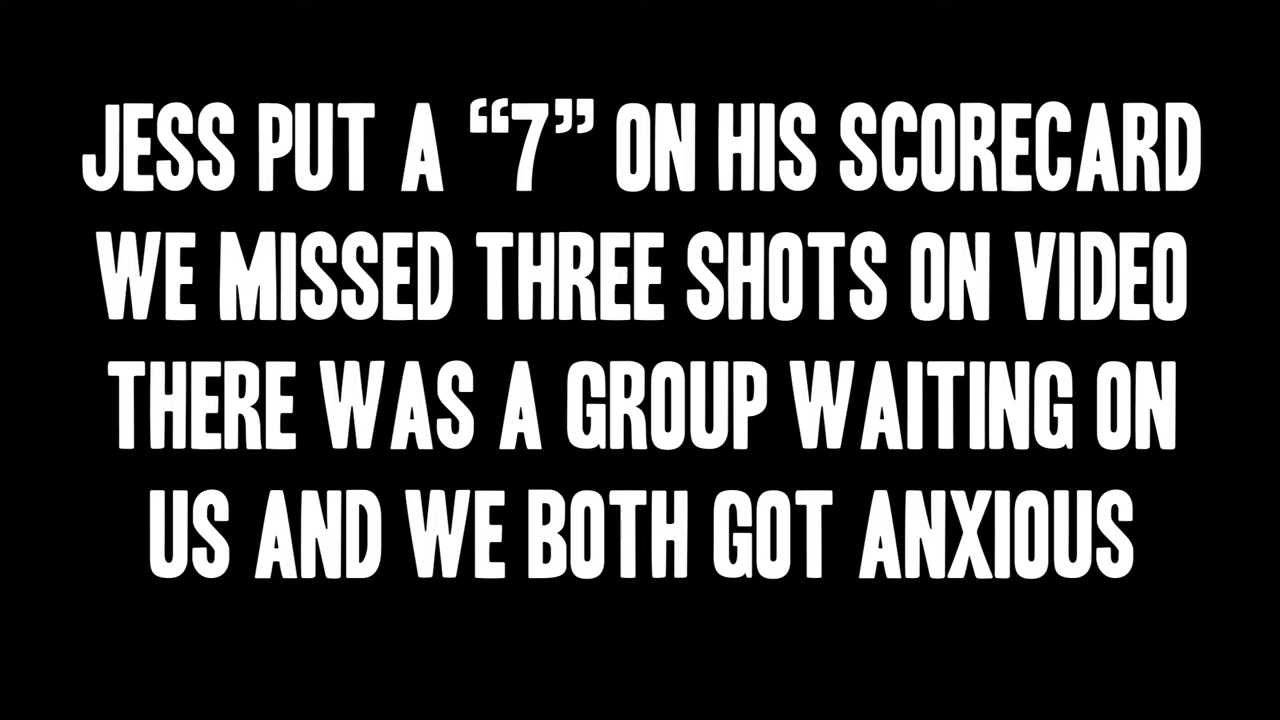 JESS PUT A “7” ON HIS SCORECARD
WE MISSED THREE SHOTS ON VIDEO
THERE WAS A GROUP WAITING ON
US AND WE BOTH GOT ANXIOUS